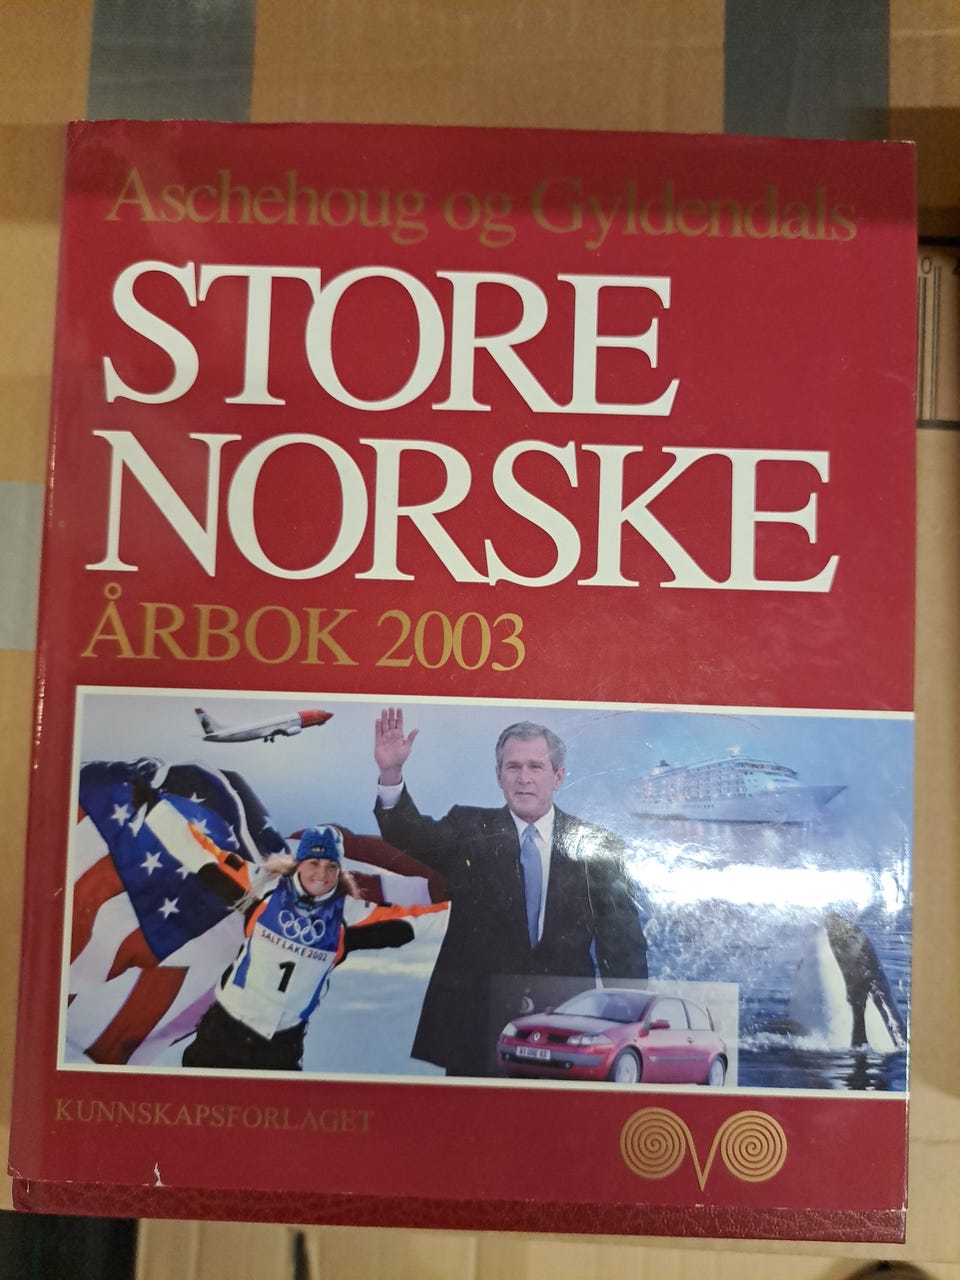 Aschehoug og Gyldendals
STORE
NORSKE
ÅRBOK 2003
SALT LAKE 2002
1
KUNNSKAPSFORLAGET